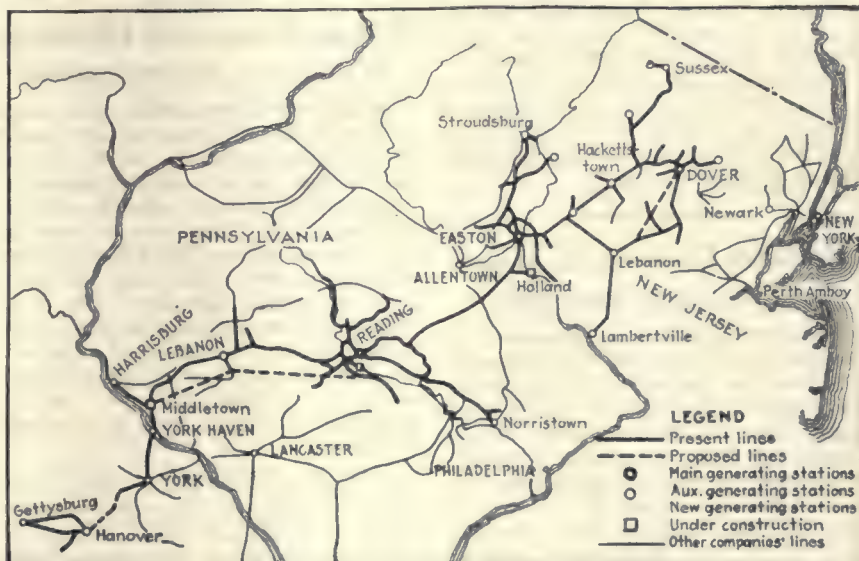 Sussex
Stroudsburg
Hacketts-
town
DOVER
Newark
NEW
YORK
PENNSYLVANIA
EASTON
ALLENTOWN
Holland
Lebanon
NEW JERSEY
Perth Amboy
HARRISBURG
LEBANON
READING
Lambertville
Middletown
YORK HAVEN
Norristown
LANCASTER
PHILADELPHIA
YORK
Gettysburg
Hanover
LEGEND
Present lines
Proposed lines
Main generating stations
Aux. generating stations
New generating stations
Under construction
Other companies' lines